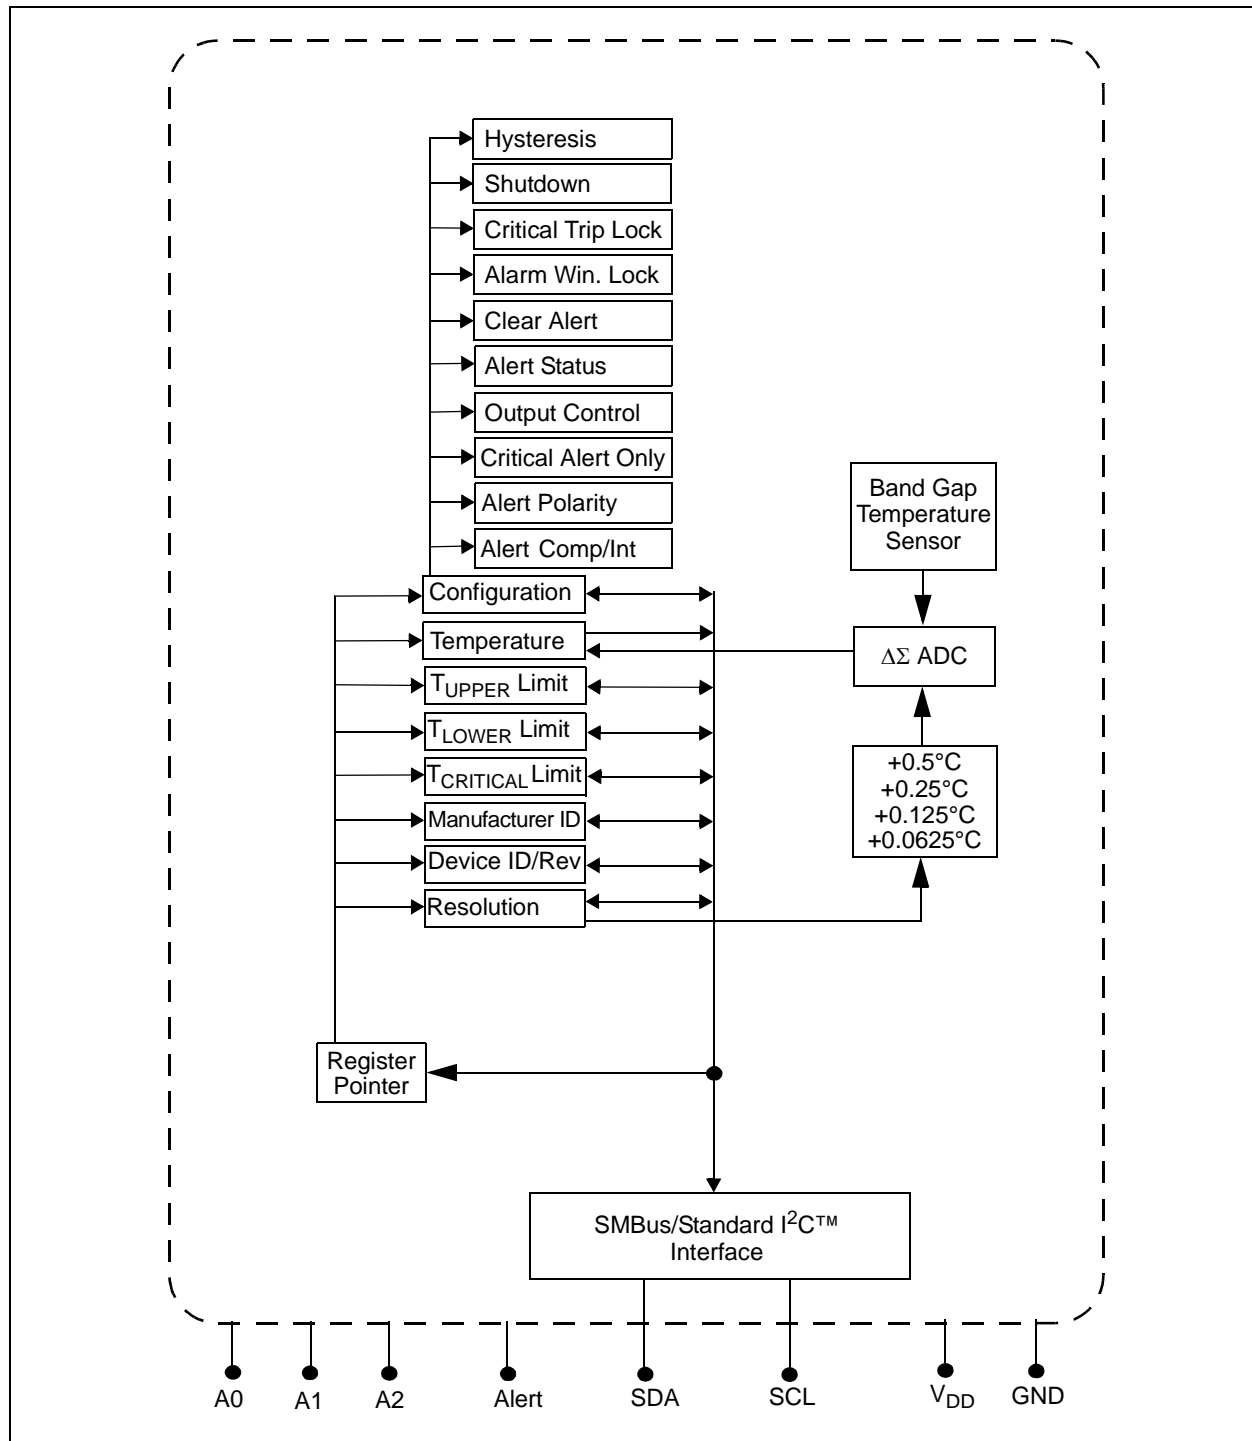 Hysteresis
Shutdown
Critical Trip Lock
Alarm Win. Lock
Clear Alert
Alert Status
Output Control
Critical Alert Only
Alert Polarity
Alert Comp/Int
Configuration
Temperature
TUPPER Limit
TLOWER Limit
TCRITICAL Limit
Manufacturer ID
Device ID/Rev
Resolution
Band Gap
Temperature
Sensor
ΔΣ ADC
+0.5°C
+0.25°C
+0.125°C
+0.0625°C
Register
Pointer
SMBus/Standard I²C™
Interface
A0
A1
A2
Alert
SDA
SCL
VDD
GND